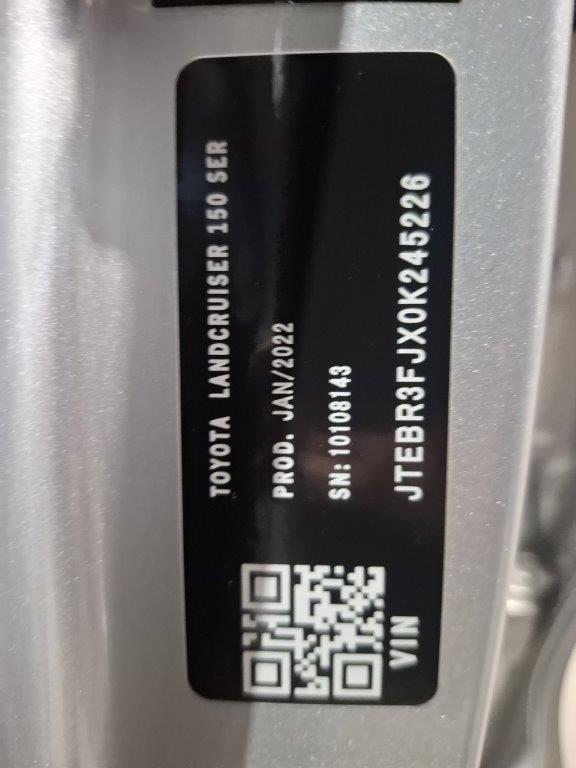 TOYOTA LANDCRUISER 150 SER
PROD. JAN/2022
SN: 10108143
VIN JTEBR3FJX0K245226